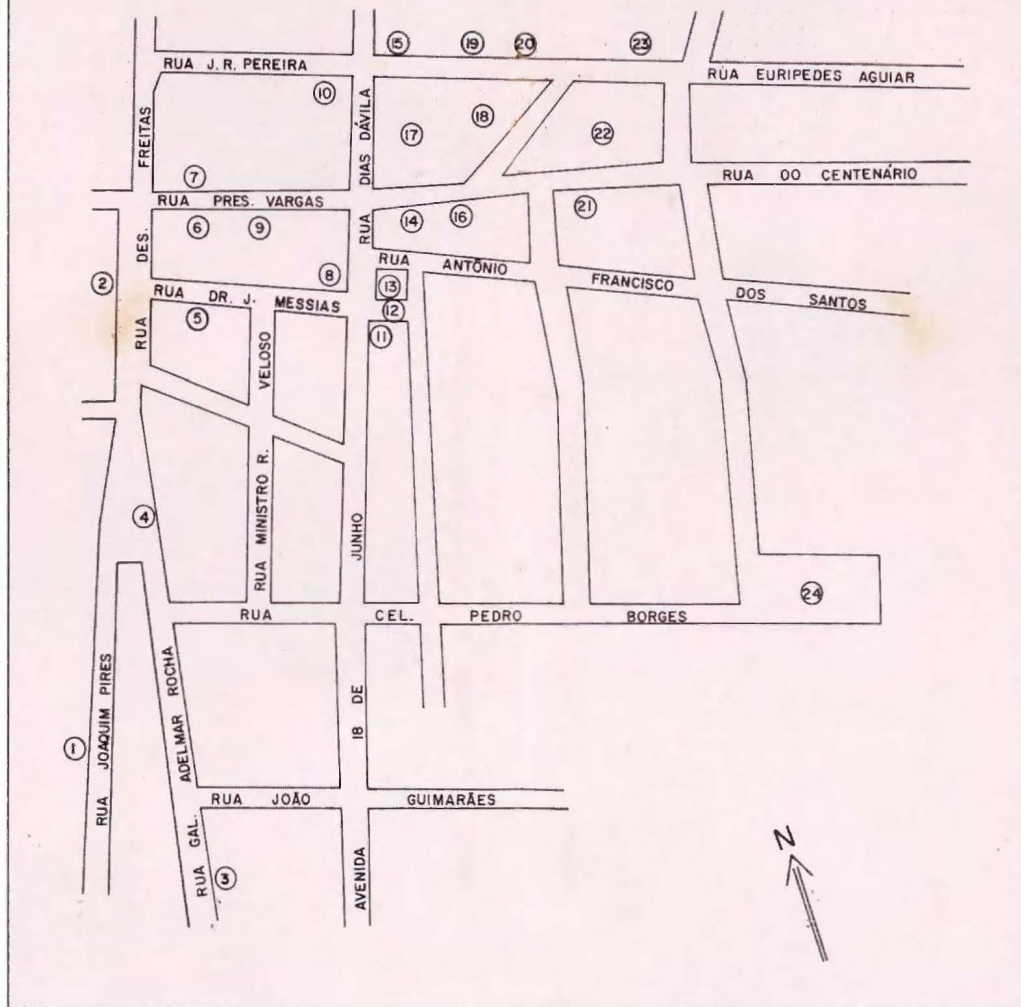 15 19 20 23
RUA J. R. PEREIRA
RUA EURIPEDES AGUIAR
10
18
17
22
RUA DIAS DÁVILA
RUA DES. FREITAS
7
RUA DO CENTENÁRIO
RUA PRES. VARGAS
6 9
14 16 21
2
8
RUA ANTÔNIO FRANCISCO DOS SANTOS
13
RUA DR. J. MESSIAS
12
5
11
RUA MINISTRO R. VELOSO
4
24
RUA CEL. PEDRO BORGES
AVENIDA 18 DE JUNHO
1
RUA JOAQUIM PIRES
RUA GAL. ADELMAR ROCHA
RUA JOÃO GUIMARÃES
3
N